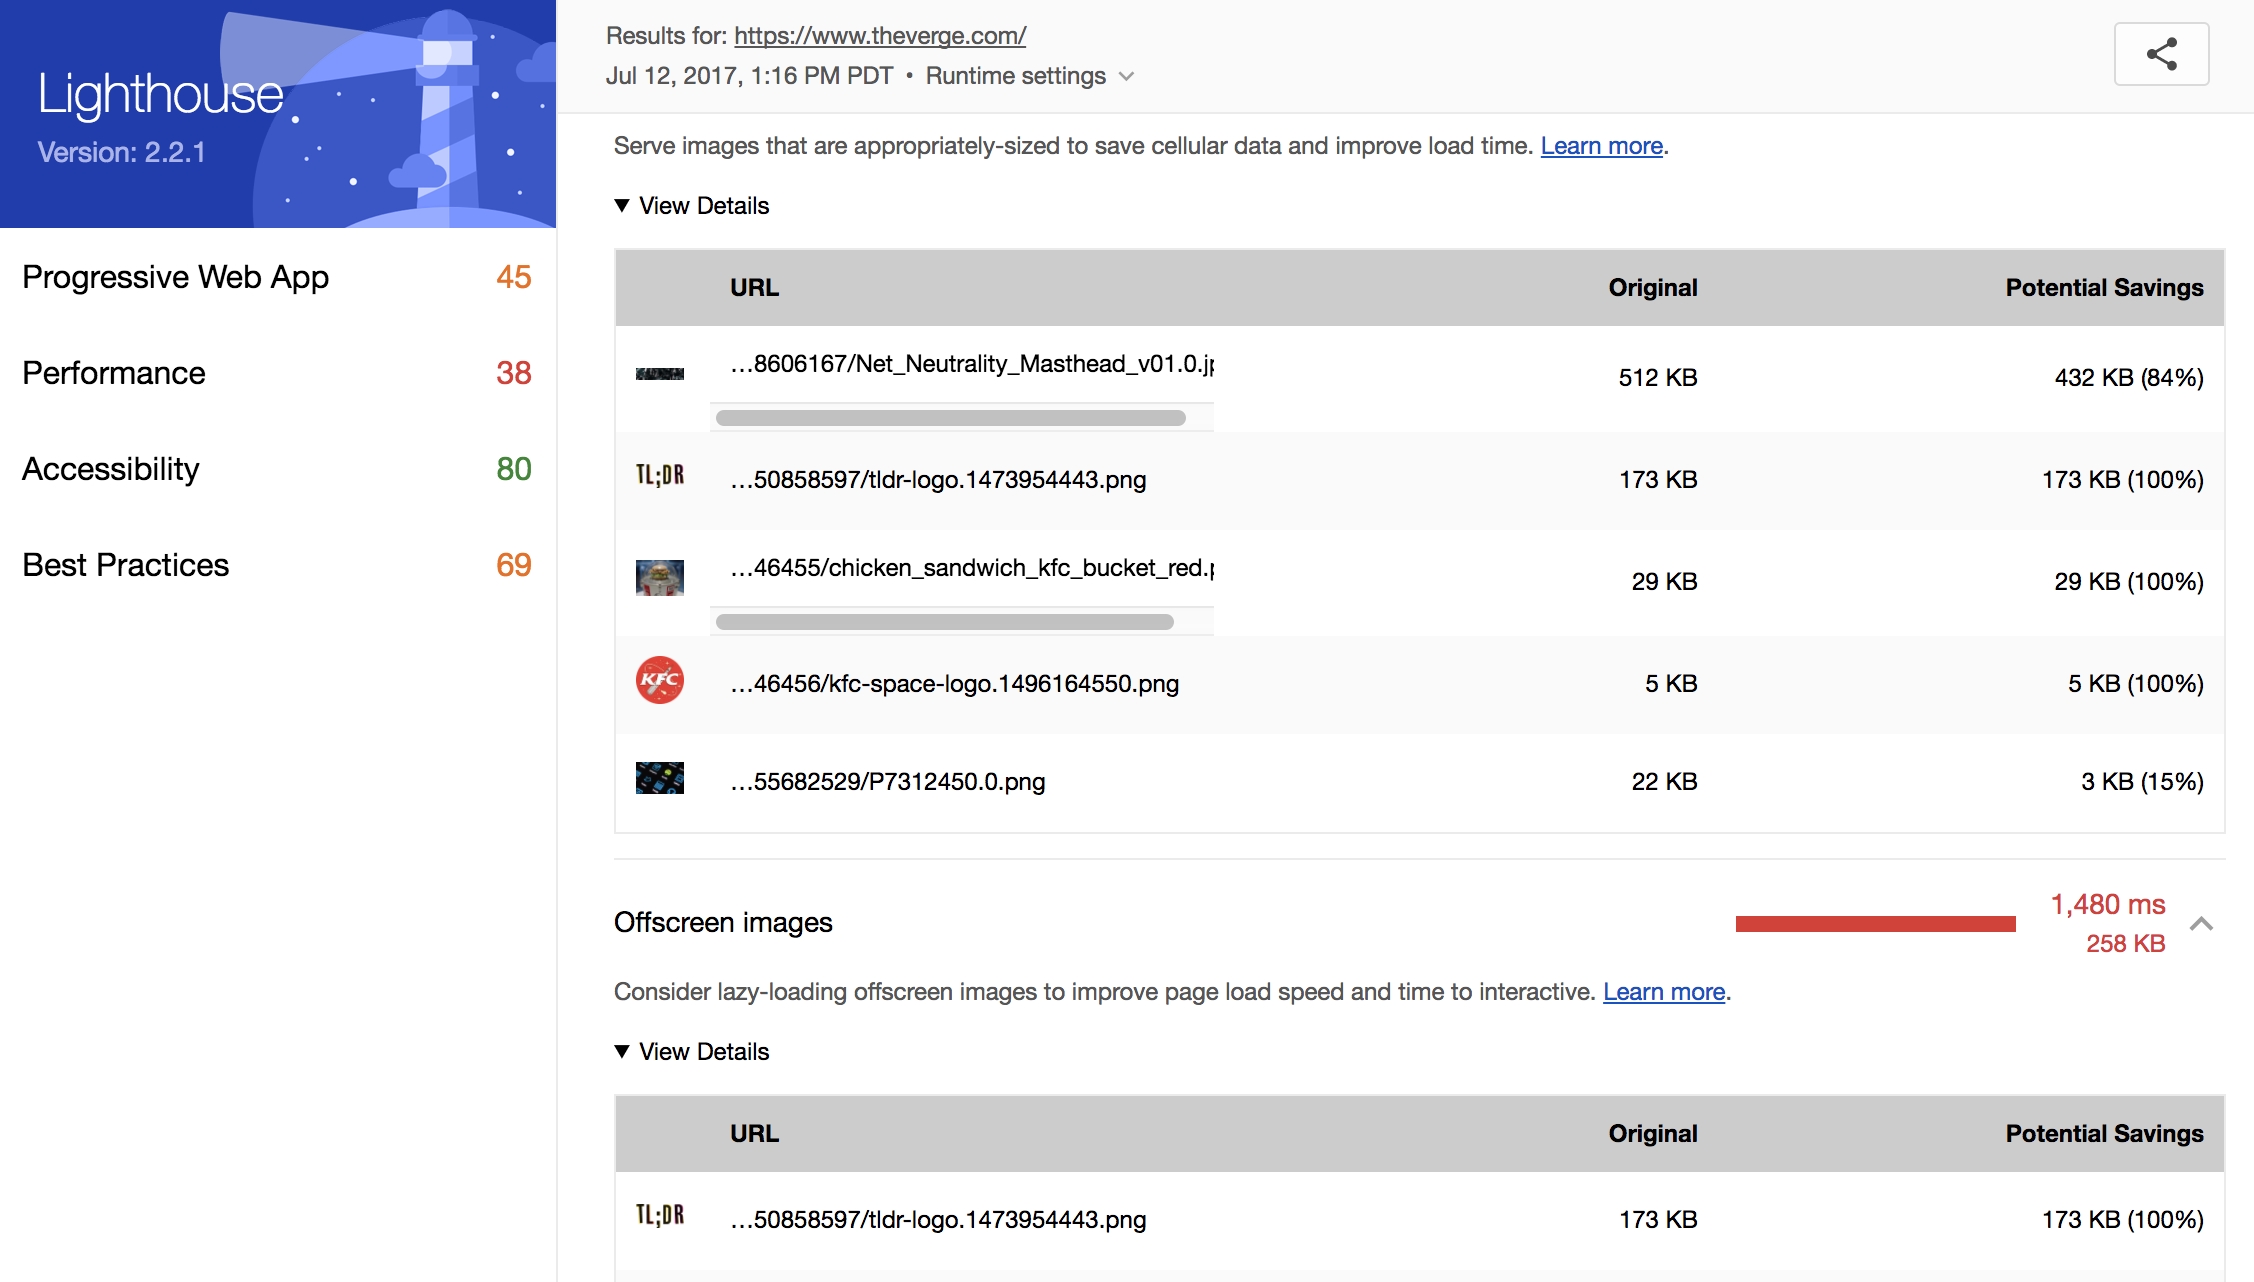 Lighthouse
Version: 2.2.1
Progressive Web App 45
Performance 38
Accessibility 80
Best Practices 69
Results for: https://www.theverge.com/
Jul 12, 2017, 1:16 PM PDT • Runtime settings
Serve images that are appropriately-sized to save cellular data and improve load time. Learn more.
▼ View Details
URL Original Potential Savings
…8606167/Net_Neutrality_Masthead_v01.0.j 512 KB 432 KB (84%)
TL;DR …50858597/tldr-logo.1473954443.png 173 KB 173 KB (100%)
…46455/chicken_sandwich_kfc_bucket_red. 29 KB 29 KB (100%)
KFC …46456/kfc-space-logo.1496164550.png 5 KB 5 KB (100%)
…55682529/P7312450.0.png 22 KB 3 KB (15%)
Offscreen images 1,480 ms
258 KB
Consider lazy-loading offscreen images to improve page load speed and time to interactive. Learn more.
▼ View Details
URL Original Potential Savings
TL;DR …50858597/tldr-logo.1473954443.png 173 KB 173 KB (100%)